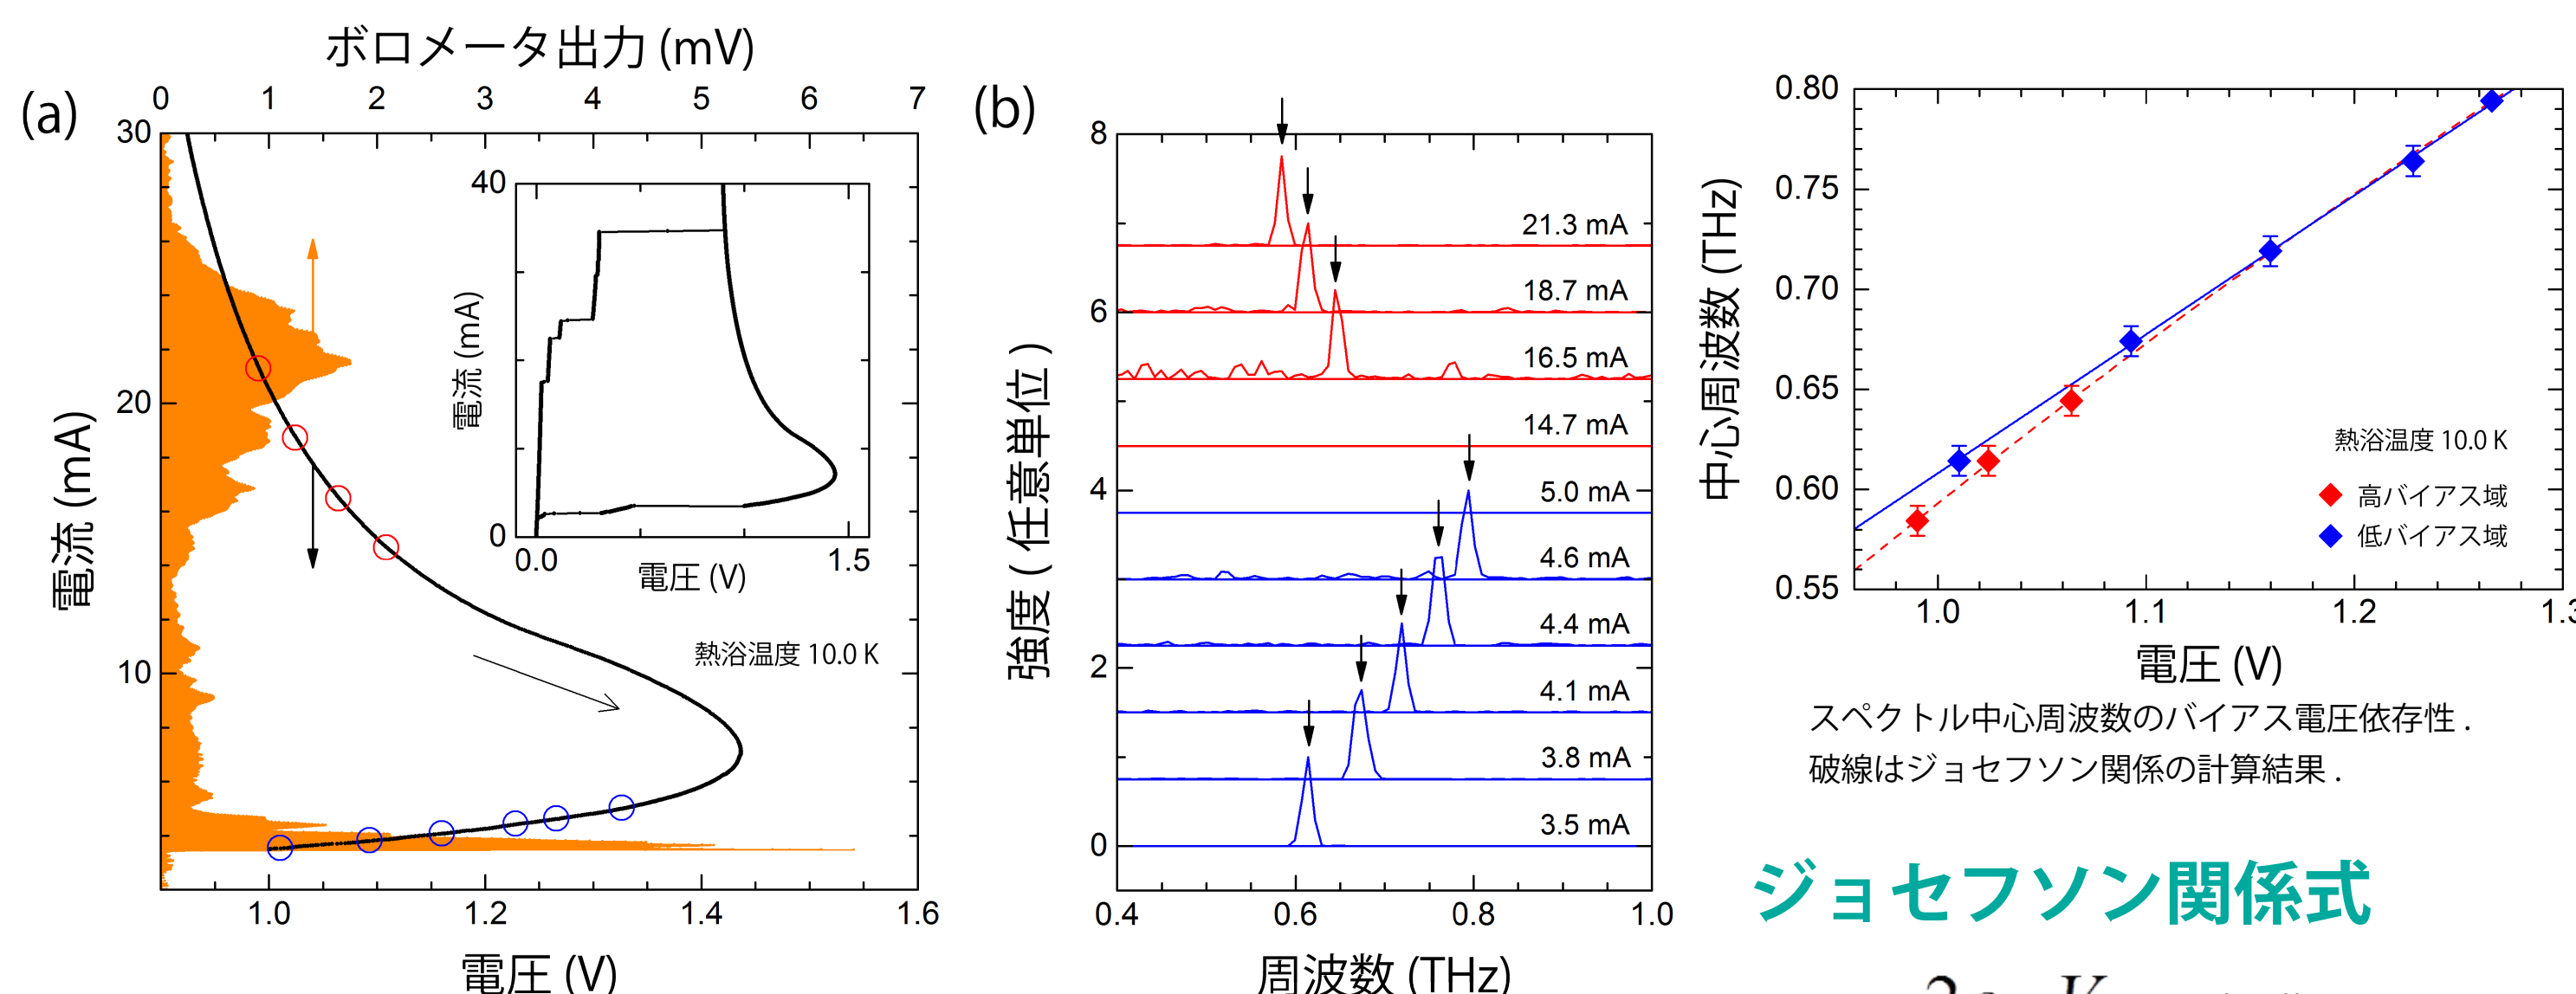 (a)
ボロメータ出力 (mV)
0 1 2 3 4 5 6 7
30
20
10
電流 (mA)
1.0 1.2 1.4 1.6
電圧 (V)
熱浴温度 10.0 K
40
0
電流 (mA)
0.0 1.5
電圧 (V)
(b)
8
6
4
2
0
強度 ( 任意単位 )
21.3 mA
18.7 mA
16.5 mA
14.7 mA
5.0 mA
4.6 mA
4.4 mA
4.1 mA
3.8 mA
3.5 mA
0.4 0.6 0.8 1.0
周波数 (THz)
0.80
0.75
0.70
0.65
0.60
0.55
中心周波数 (THz)
熱浴温度 10.0 K
高バイアス域
低バイアス域
1.0 1.1 1.2
電圧 (V)
スペクトル中心周波数のバイアス電圧依存性 .
破線はジョセフソン関係の計算結果 .
ジョセフソン関係式